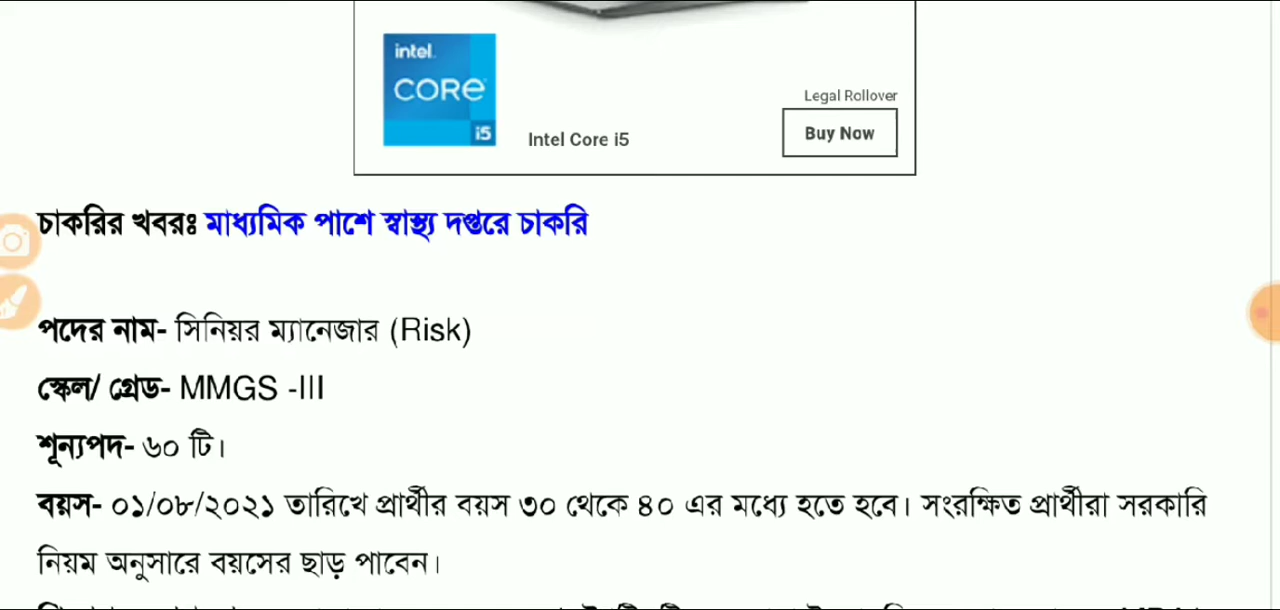 intel.
CORE
i5
Intel Core i5
Legal Rollover
Buy Now
চাকরির খবরঃ মাধ্যমিক পাশে স্বাস্থ্য দপ্তরে চাকরি
পদের নাম- সিনিয়র ম্যানেজার (Risk)
স্কেল/ গ্রেড- MMGS -III
শূন্যপদ- ৬০ টি।
বয়স- ০১/০৮/২০২১ তারিখে প্রার্থীর বয়স ৩০ থেকে ৪০ এর মধ্যে হতে হবে। সংরক্ষিত প্রার্থীরা সরকারি
নিয়ম অনুসারে বয়সের ছাড় পাবেন।